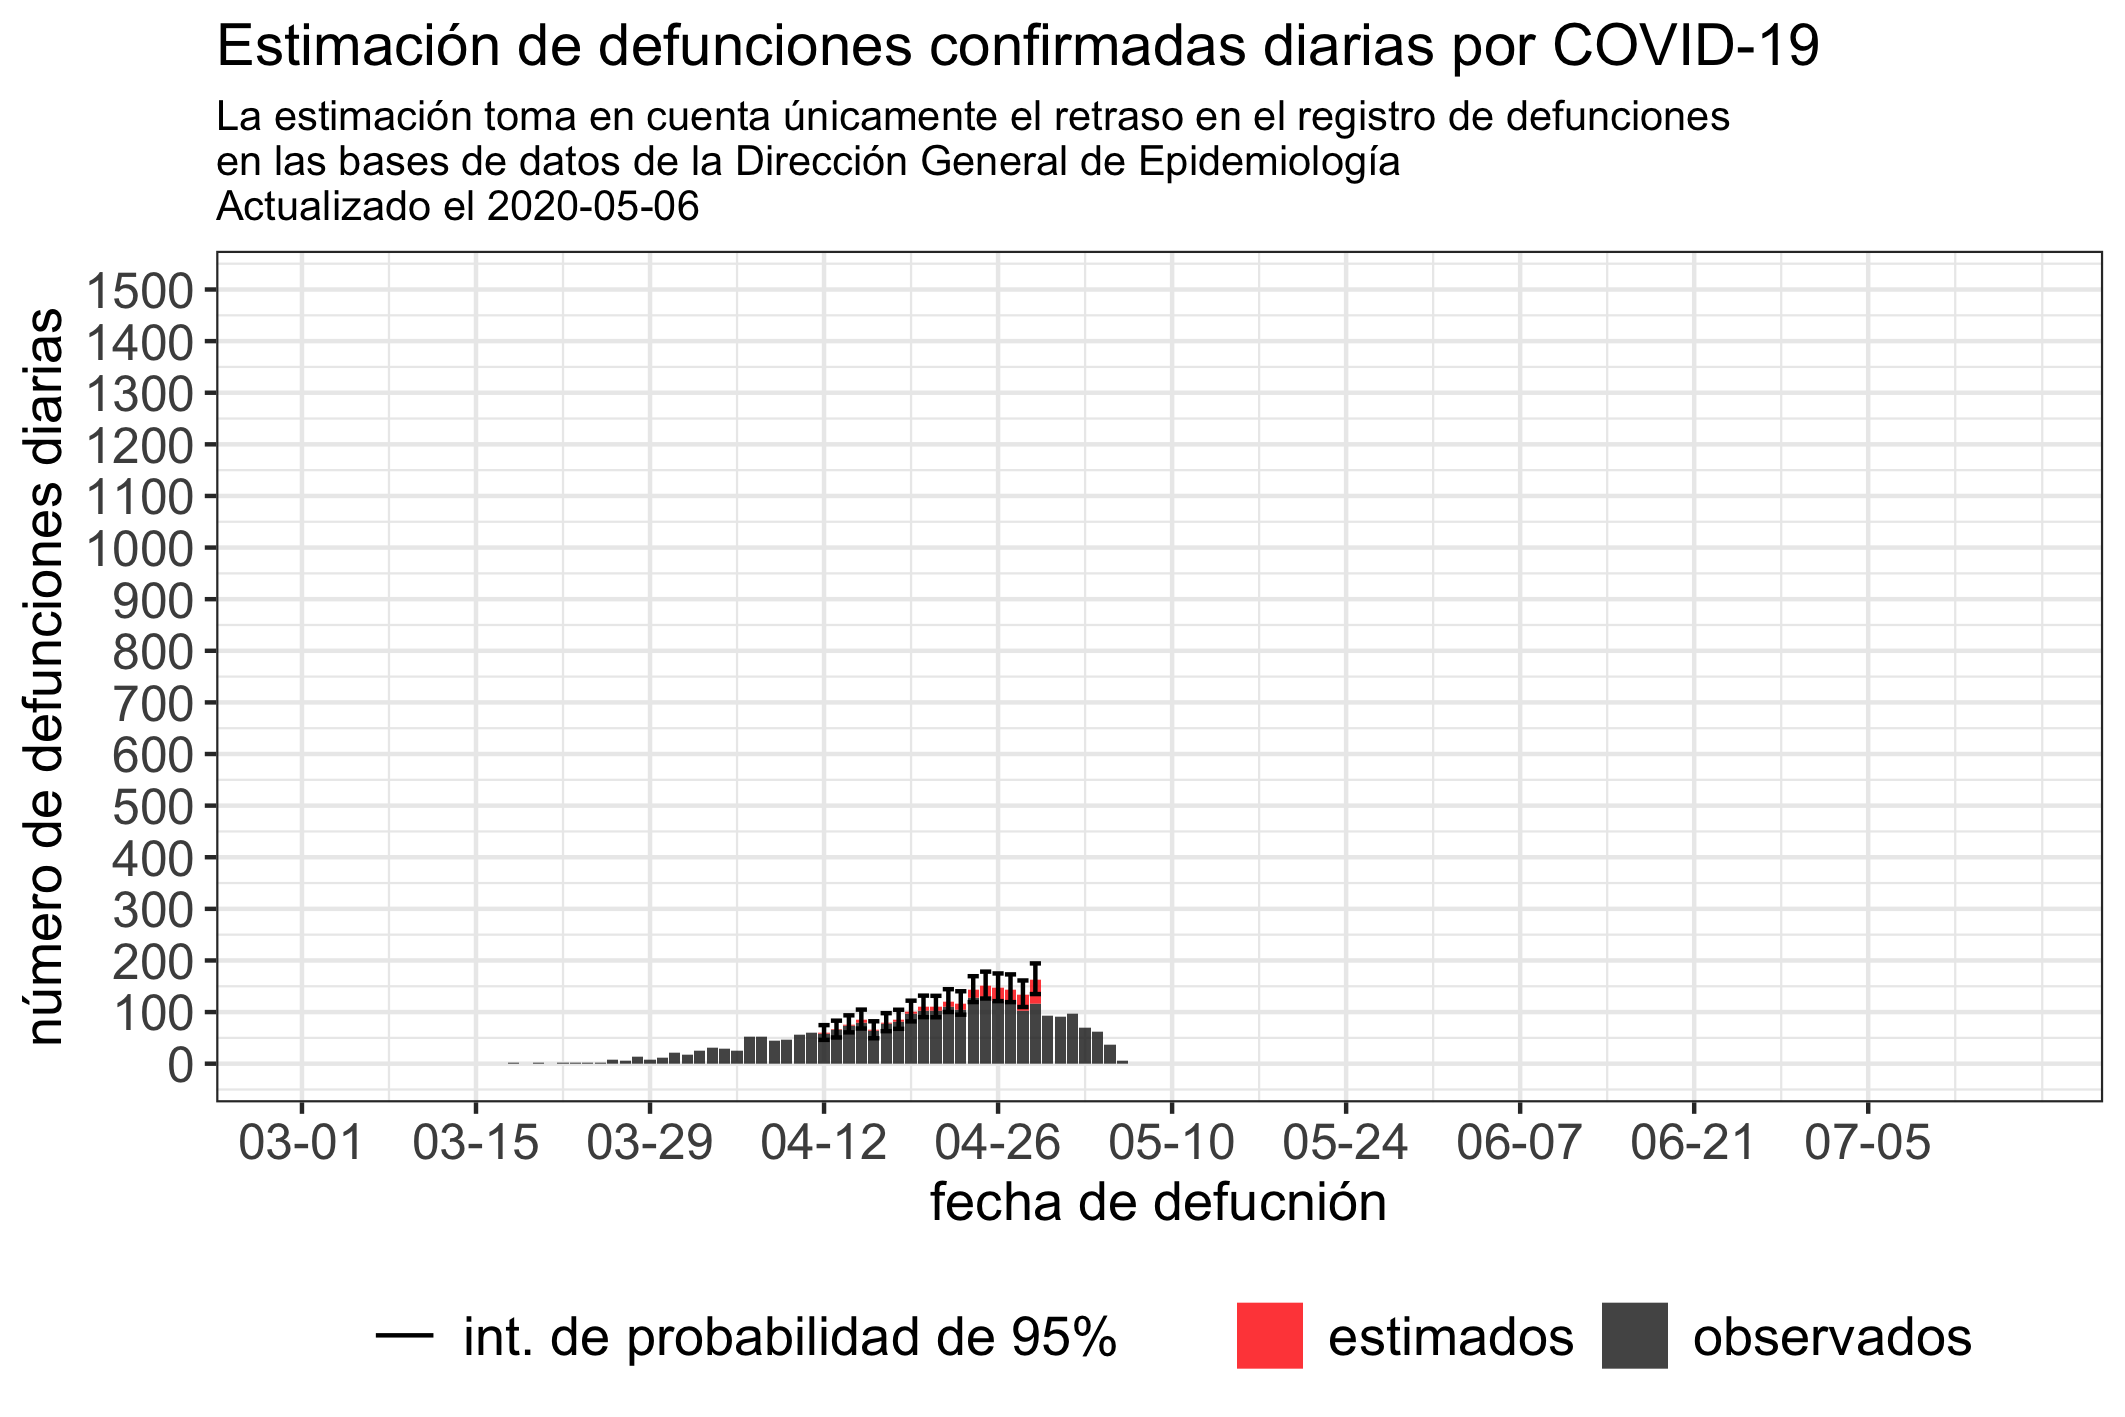 Estimación de defunciones confirmadas diarias por COVID-19
La estimación toma en cuenta únicamente el retraso en el registro de defunciones
en las bases de datos de la Dirección General de Epidemiología
Actualizado el 2020-05-06
número de defunciones diarias
1500
1400
1300
1200
1100
1000
900
800
700
600
500
400
300
200
100
0
03-01 03-15 03-29 04-12 04-26 05-10 05-24 06-07 06-21 07-05
fecha de defucnión
int. de probabilidad de 95% estimados observados